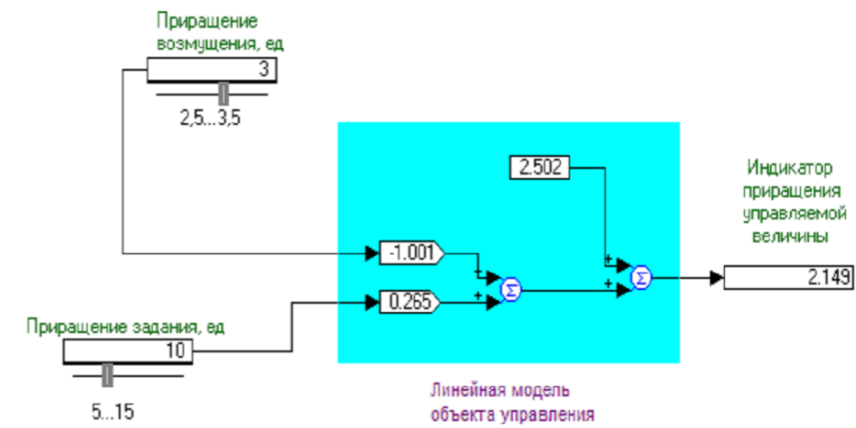 Приращение
возмущения, ед
3
2,5...3,5
2.502
Индикатор
приращения
управляемой
величины
-1.001
+
+
Σ
+
+
Σ
2.149
0.265
Приращение задания, ед
10
5...15
Линейная модель
объекта управления